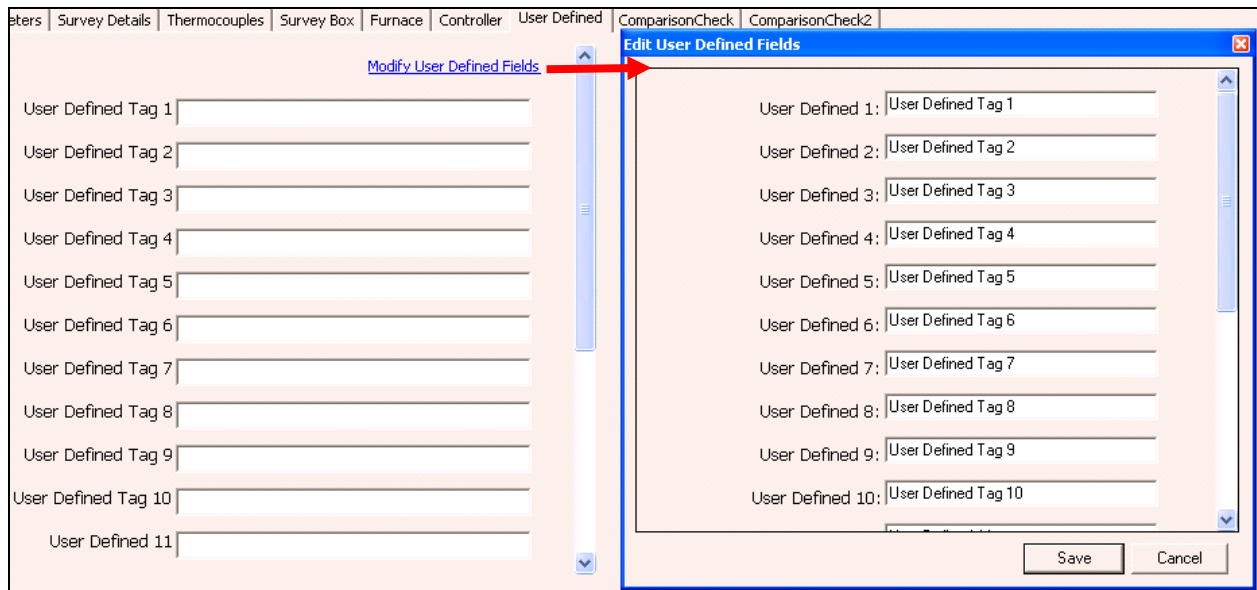 eters Survey Details Thermocouples Survey Box Furnace Controller User Defined ComparisonCheck ComparisonCheck2
Modify User Defined Fields
User Defined Tag 1
User Defined Tag 2
User Defined Tag 3
User Defined Tag 4
User Defined Tag 5
User Defined Tag 6
User Defined Tag 7
User Defined Tag 8
User Defined Tag 9
User Defined Tag 10
User Defined 11
Edit User Defined Fields
User Defined 1: User Defined Tag 1
User Defined 2: User Defined Tag 2
User Defined 3: User Defined Tag 3
User Defined 4: User Defined Tag 4
User Defined 5: User Defined Tag 5
User Defined 6: User Defined Tag 6
User Defined 7: User Defined Tag 7
User Defined 8: User Defined Tag 8
User Defined 9: User Defined Tag 9
User Defined 10: User Defined Tag 10
Save Cancel